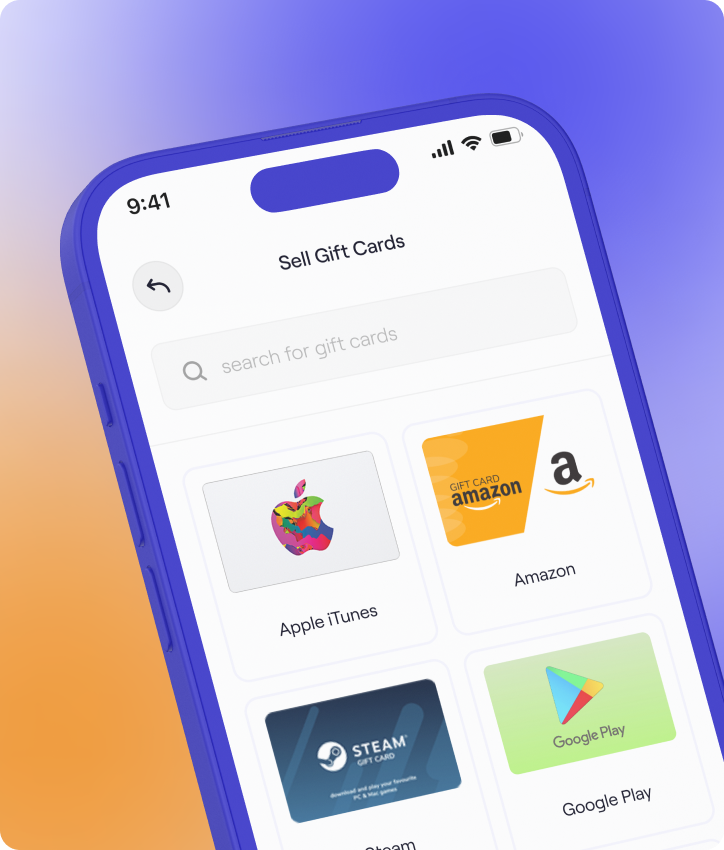 9:41
Sell Gift Cards
search for gift cards
GIFT CARD
amazon
a
Apple iTunes
Amazon
STEAM
GIFT CARD
download and play your favourite
PC & Mac games
Google Play
Steam
Google Play